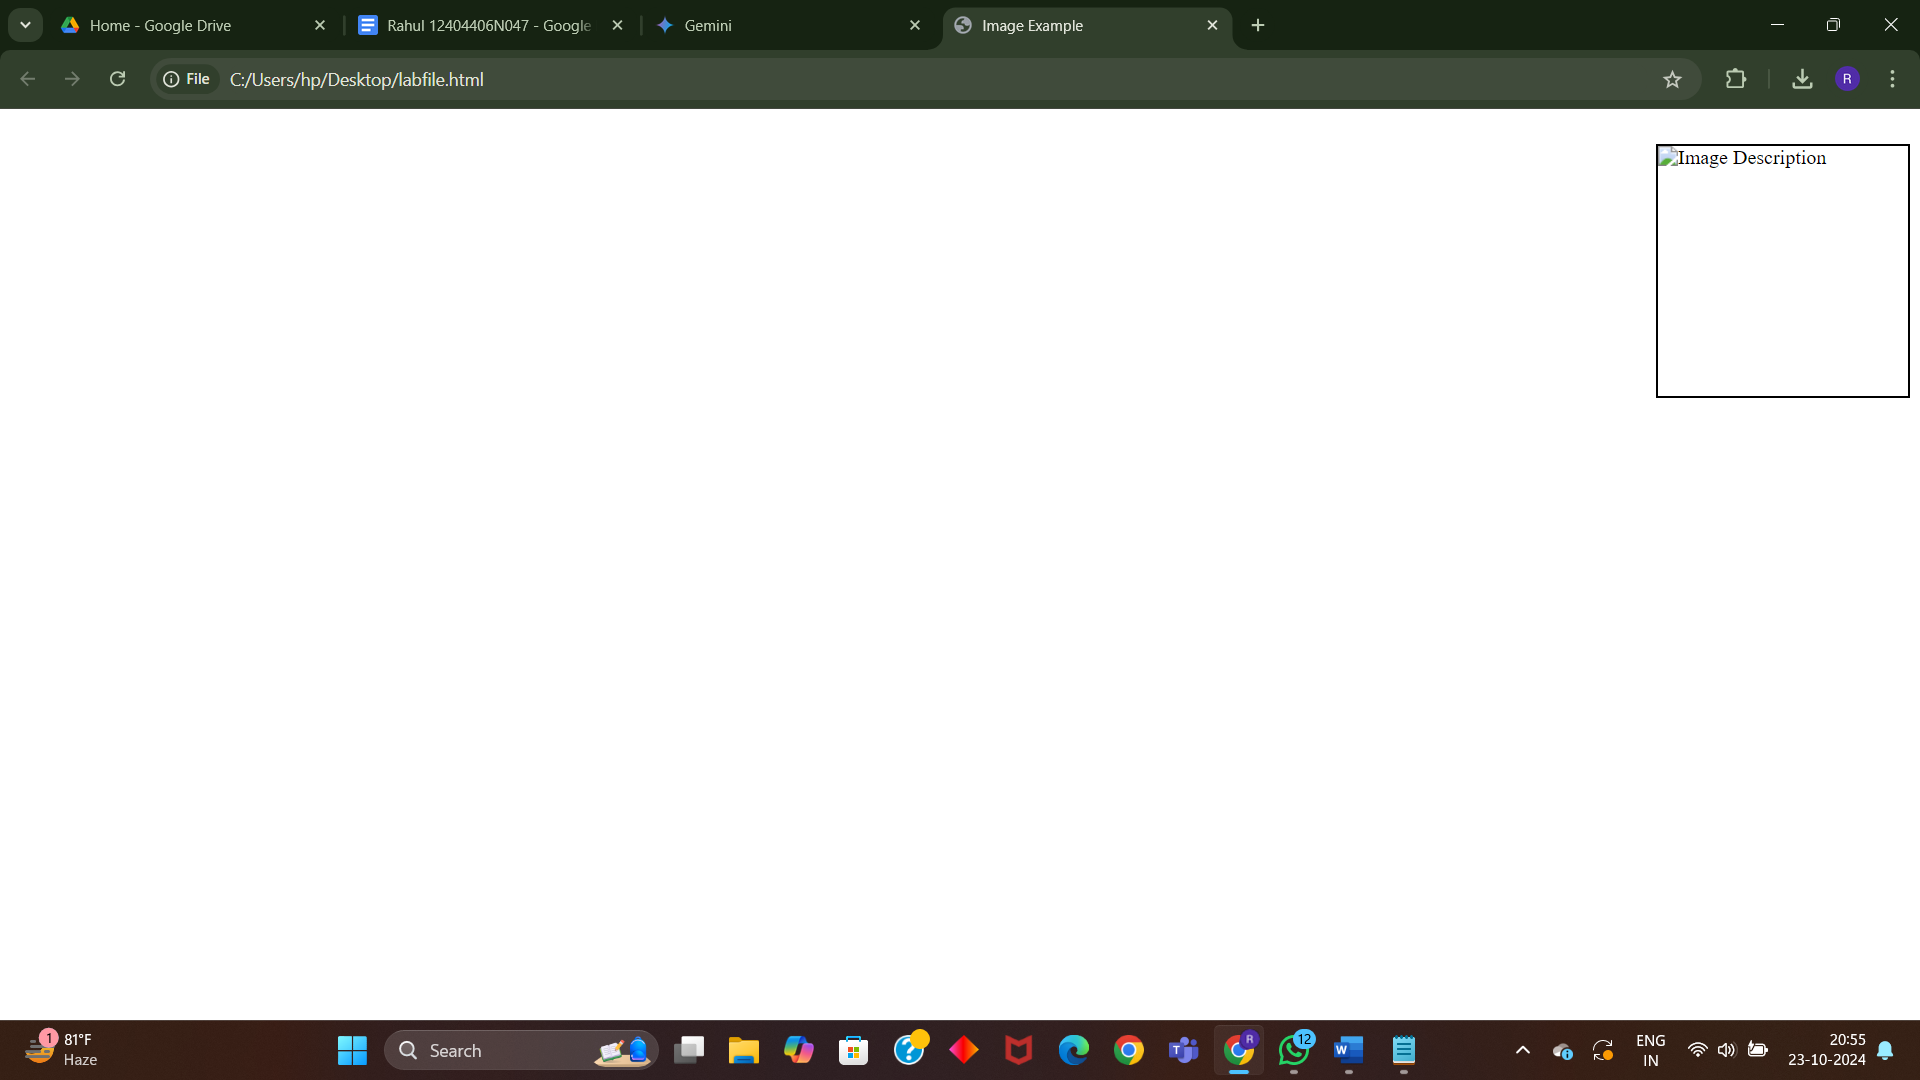 Home - Google Drive
Rahul 12404406N047 - Google
Gemini
Image Example
File
C:/Users/hp/Desktop/labfile.html
R
Image Description
1
81°F
Haze
Search
R
12
ENG
IN
20:55
23-10-2024